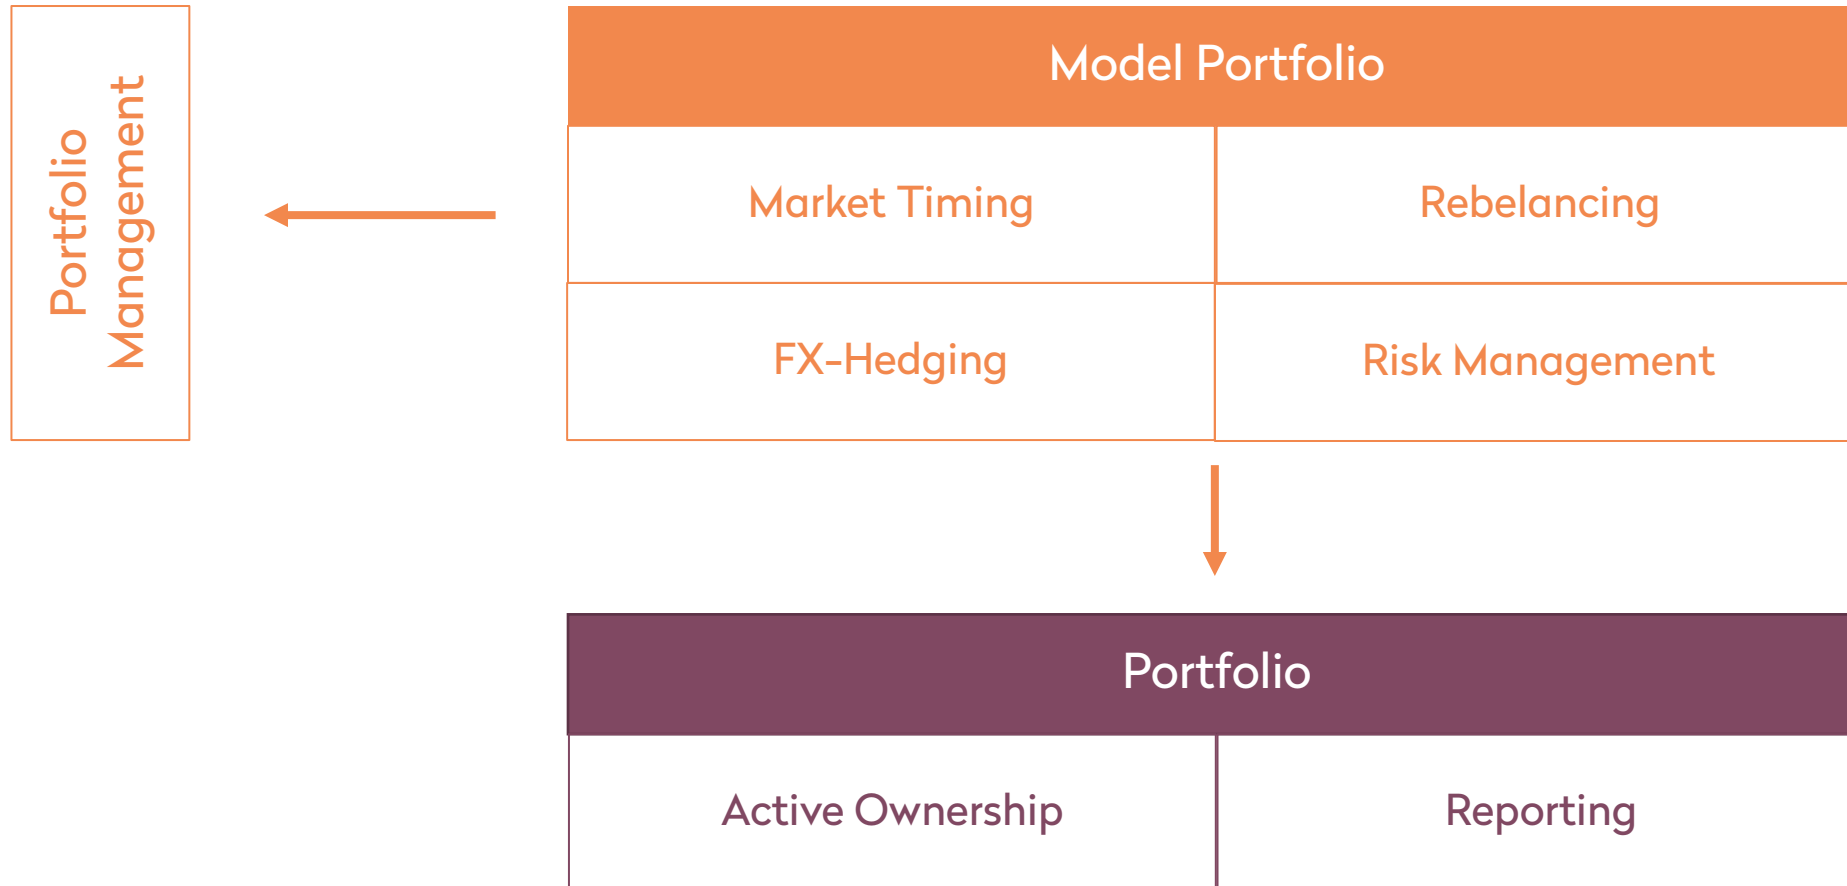 Portfolio
Management
Model Portfolio
Market Timing
Rebelancing
FX-Hedging
Risk Management
Portfolio
Active Ownership
Reporting